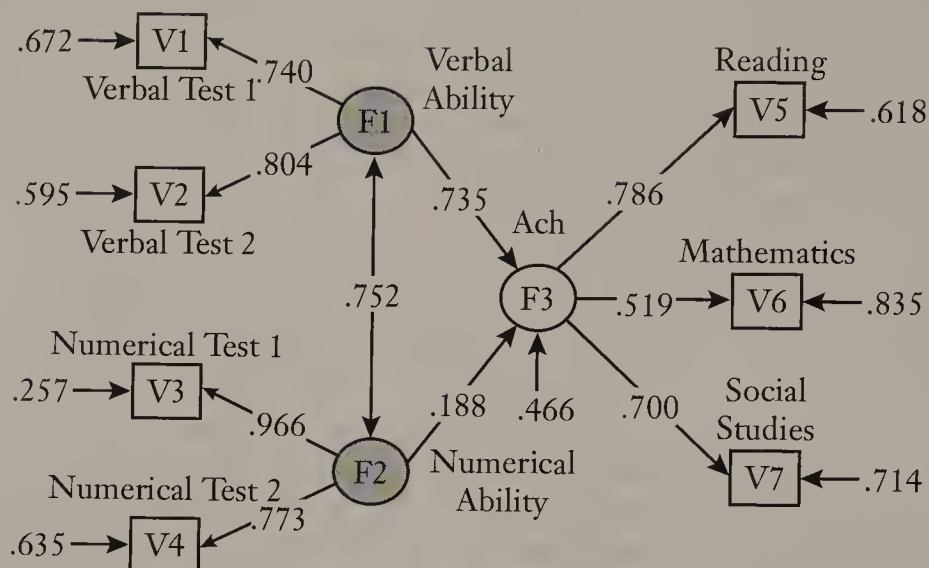 .672
V1
Verbal Test 1
.740
Verbal
Ability
F1
.595
V2
Verbal Test 2
.804
.735
.752
Numerical Test 1
.257
V3
.966
F2
Numerical
Ability
Numerical Test 2
.635
V4
.773
.188
.466
Ach
F3
Reading
V5
.618
.786
Mathematics
V6
.835
.519
Social
Studies
V7
.714
.700